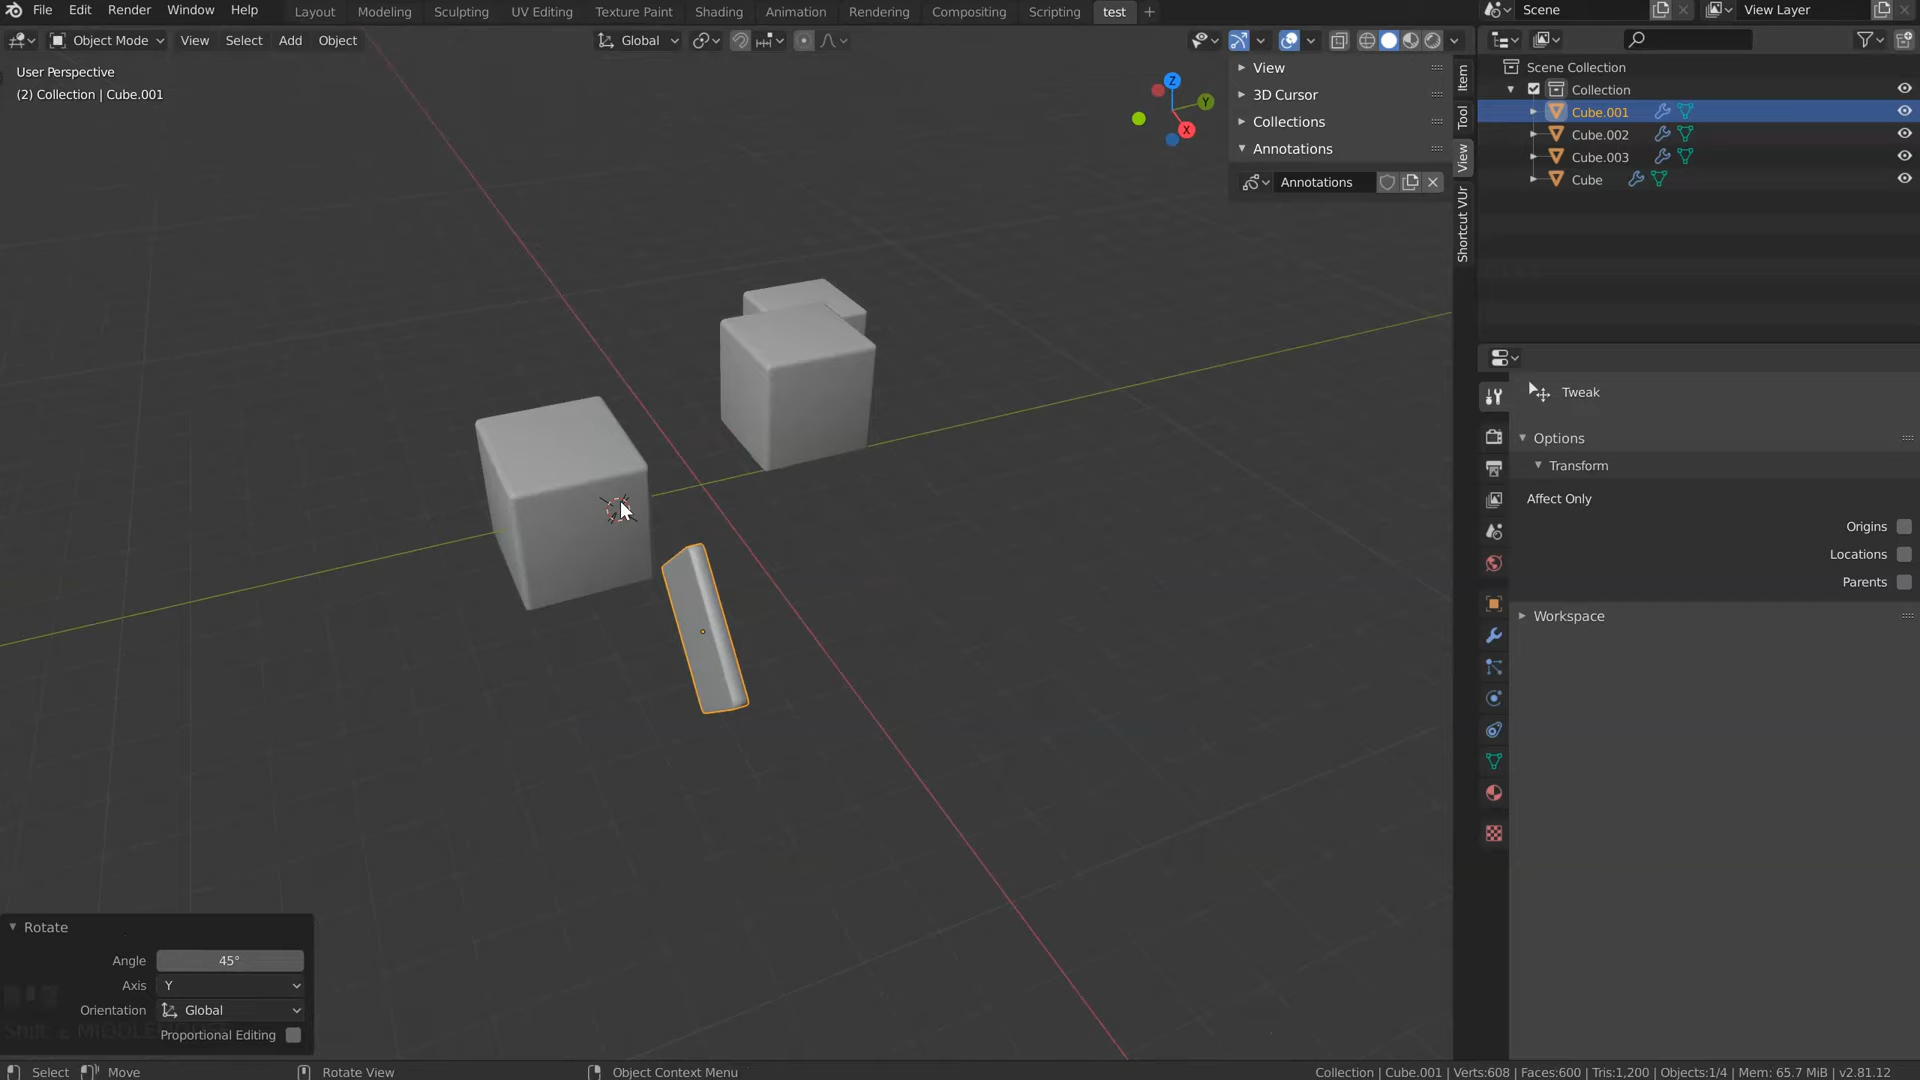 File Edit Render Window Help Layout Modeling Sculpting UV Editing Texture Paint Shading Animation Rendering Compositing Scripting test + Scene View Layer
Object Mode View Select Add Object Global
User Perspective
(2) Collection | Cube.001
Z
Y
X
View
3D Cursor
Collections
Annotations
Annotations
Item
Tool
View
Shortcut VUr
Scene Collection
Collection
Cube.001
Cube.002
Cube.003
Cube
Tweak
Options
Transform
Affect Only
Origins
Locations
Parents
Workspace
Rotate
Angle 45°
Axis Y
Orientation Global
Proportional Editing
Select Move Rotate View Object Context Menu Collection | Cube.001 | Verts:608 | Faces:600 | Tris:1,200 | Objects:1/4 | Mem: 65.7 MiB | v2.81.12